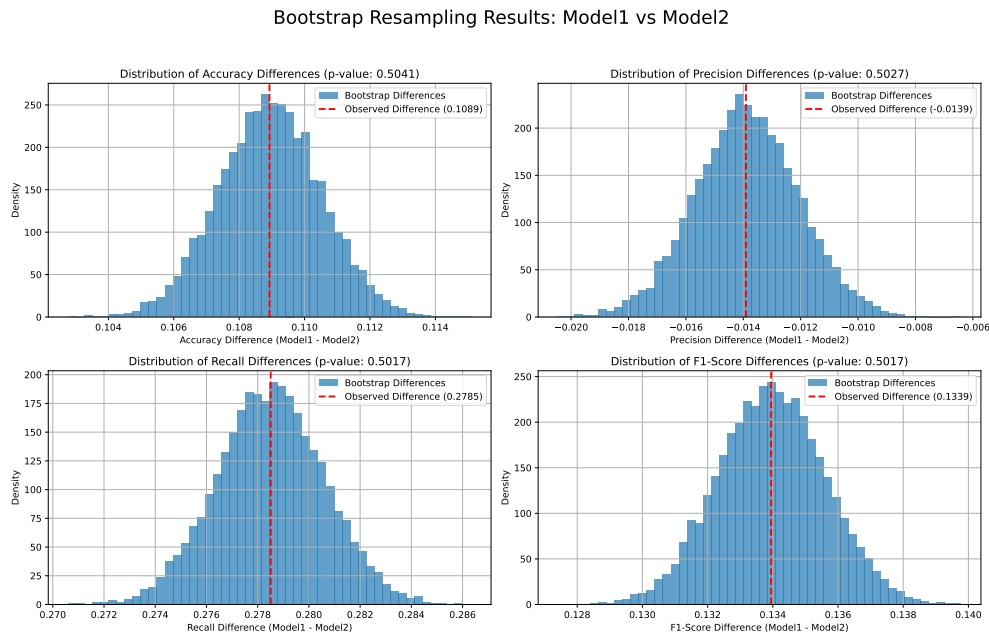 Bootstrap Resampling Results: Model1 vs Model2
Distribution of Accuracy Differences (p-value: 0.5041)
Density
250
200
150
100
50
0
Bootstrap Differences
Observed Difference (0.1089)
0.104 0.106 0.108 0.110 0.112 0.114
Accuracy Difference (Model1 - Model2)
Distribution of Precision Differences (p-value: 0.5027)
Density
200
150
100
50
0
Bootstrap Differences
Observed Difference (-0.0139)
−0.020 −0.018 −0.016 −0.014 −0.012 −0.010 −0.008 −0.006
Precision Difference (Model1 - Model2)
Distribution of Recall Differences (p-value: 0.5017)
Density
200
175
150
125
100
75
50
25
0
Bootstrap Differences
Observed Difference (0.2785)
0.270 0.272 0.274 0.276 0.278 0.280 0.282 0.284 0.286
Recall Difference (Model1 - Model2)
Distribution of F1-Score Differences (p-value: 0.5017)
Density
250
200
150
100
50
0
Bootstrap Differences
Observed Difference (0.1339)
0.128 0.130 0.132 0.134 0.136 0.138 0.140
F1-Score Difference (Model1 - Model2)